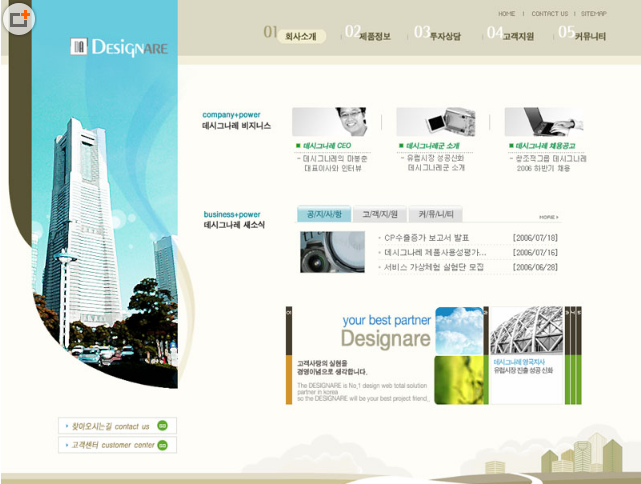 HOME | CONTACT US | SITEMAP
01 회사소개 | 02 제품정보 | 03 투자상담 | 04 고객지원 | 05 커뮤니티
DESIGNARE
company+power
데시그나레 비지니스
데시그나레 CEO
- 데시그나레의 마봉춘
대표이사와 인터뷰
데시그나레군 소개
- 유럽시장 성공신화
데시그나레군 소개
데시그나레 채용공고
- 창조적그룹 데시그나레
2006 하반기 채용
business+power
데시그나레 새소식
공/지/사/항
고/객/지/원
커/뮤/니/티
HOME
CP수율증가 보고서 발표 [2006/07/18]
데시그나레 제품사용성평가... [2006/07/16]
서비스 가상체험 실험단 모집 [2006/06/28]
your best partner
Designare
고객사랑의 실현을
경영이념으로 생각합니다.
The DESIGNARE is No,1 design web total solution
partner in korea
so the DESIGNARE will be your best project friend,
데시그나레 영국지사
유럽시장 진출 성공 신화
찾아오시는길 contact us GO
고객센터 customer center GO